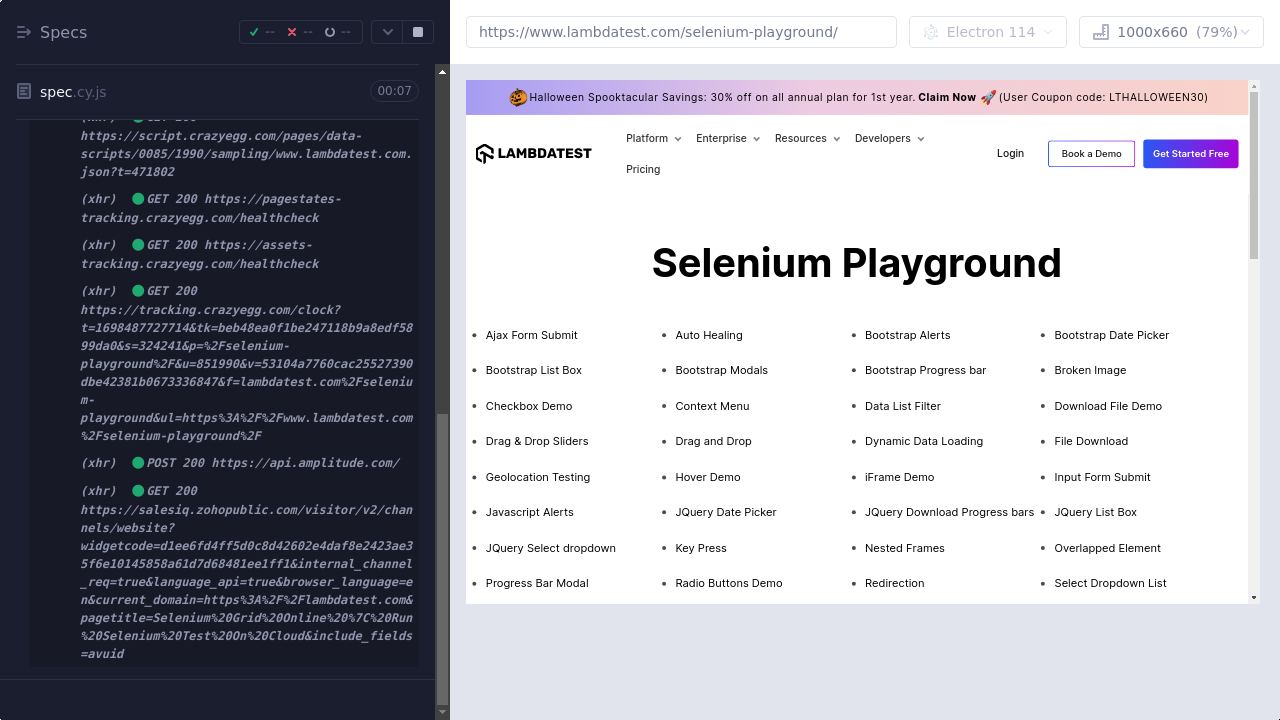 Specs
--
--
--
https://www.lambdatest.com/selenium-playground/
Electron 114
1000x660 (79%)
spec.cy.js
00:07
https://script.crazyegg.com/pages/data-
scripts/0085/1990/sampling/www.lambdatest.com.
json?t=471802
(xhr) GET 200 https://pagestates-
tracking.crazyegg.com/healthcheck
(xhr) GET 200 https://assets-
tracking.crazyegg.com/healthcheck
(xhr) GET 200
https://tracking.crazyegg.com/clock?
t=1698487727714&tk=beb48ea0f1be247118b9a8edf58
99da0&s=324241&p=%2Fselenium-
playground%2F&u=851990&v=53104a7760cac25527390
dbe42381b0673336847&f=lambdatest.com%2Fseleniu
m-
playground&ul=https%3A%2F%2Fwww.lambdatest.com
%2Fselenium-playground%2F
(xhr) POST 200 https://api.amplitude.com/
(xhr) GET 200
https://salesiq.zohopublic.com/visitor/v2/chan
nels/website?
widgetcode=d1ee6fd4ff5d0c8d42602e4daf8e2423ae3
5f6e10145858a61d7d68481ee1ff1&internal_channel
_req=true&language_api=true&browser_language=e
n&current_domain=https%3A%2F%2Flambdatest.com&
pagetitle=Selenium%20Grid%20Online%20%7C%20Run
%20Selenium%20Test%20On%20Cloud&include_fields
=avuid
Halloween Spooktacular Savings: 30% off on all annual plan for 1st year. Claim Now 🚀 (User Coupon code: LTHALLOWEEN30)
LAMBDATEST
Platform Enterprise Resources Developers
Pricing
Login
Book a Demo
Get Started Free
Selenium Playground
Ajax Form Submit Auto Healing Bootstrap Alerts Bootstrap Date Picker
Bootstrap List Box Bootstrap Modals Bootstrap Progress bar Broken Image
Checkbox Demo Context Menu Data List Filter Download File Demo
Drag & Drop Sliders Drag and Drop Dynamic Data Loading File Download
Geolocation Testing Hover Demo iFrame Demo Input Form Submit
Javascript Alerts JQuery Date Picker JQuery Download Progress bars JQuery List Box
JQuery Select dropdown Key Press Nested Frames Overlapped Element
Progress Bar Modal Radio Buttons Demo Redirection Select Dropdown List